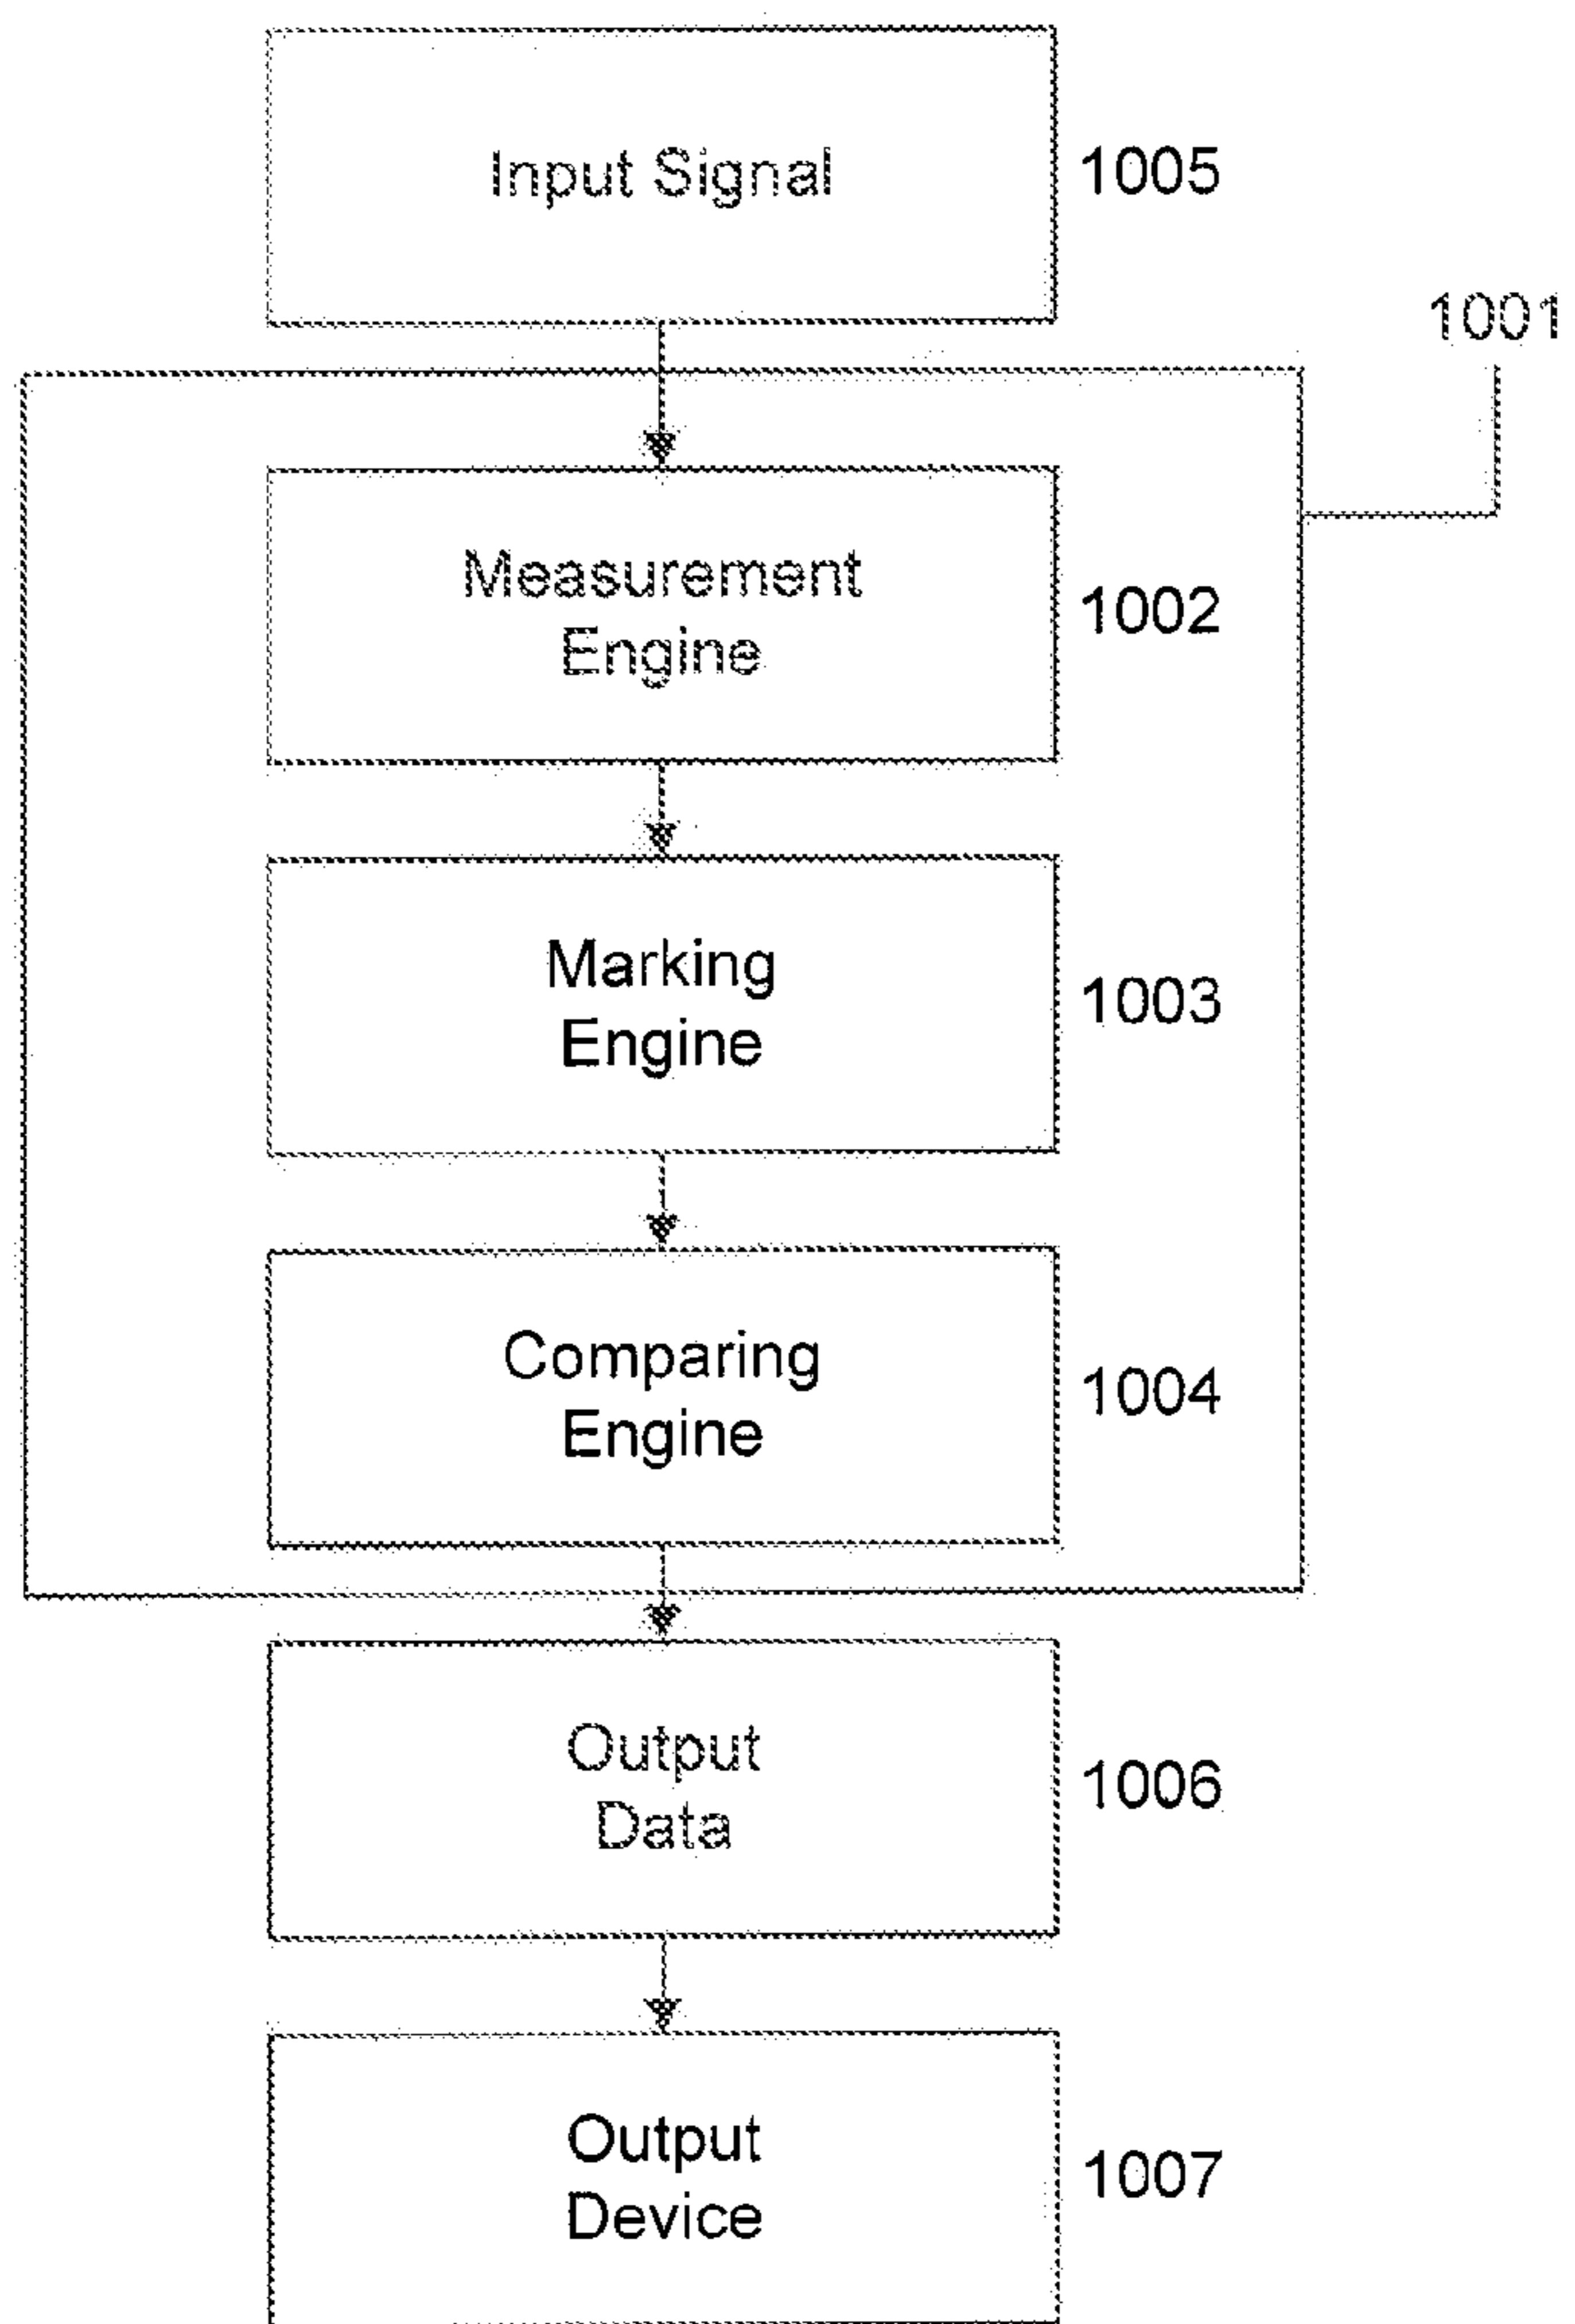 Input Signal
1005
1001
Measurement
Engine
1002
Marking
Engine
1003
Comparing
Engine
1004
Output
Data
1006
Output
Device
1007